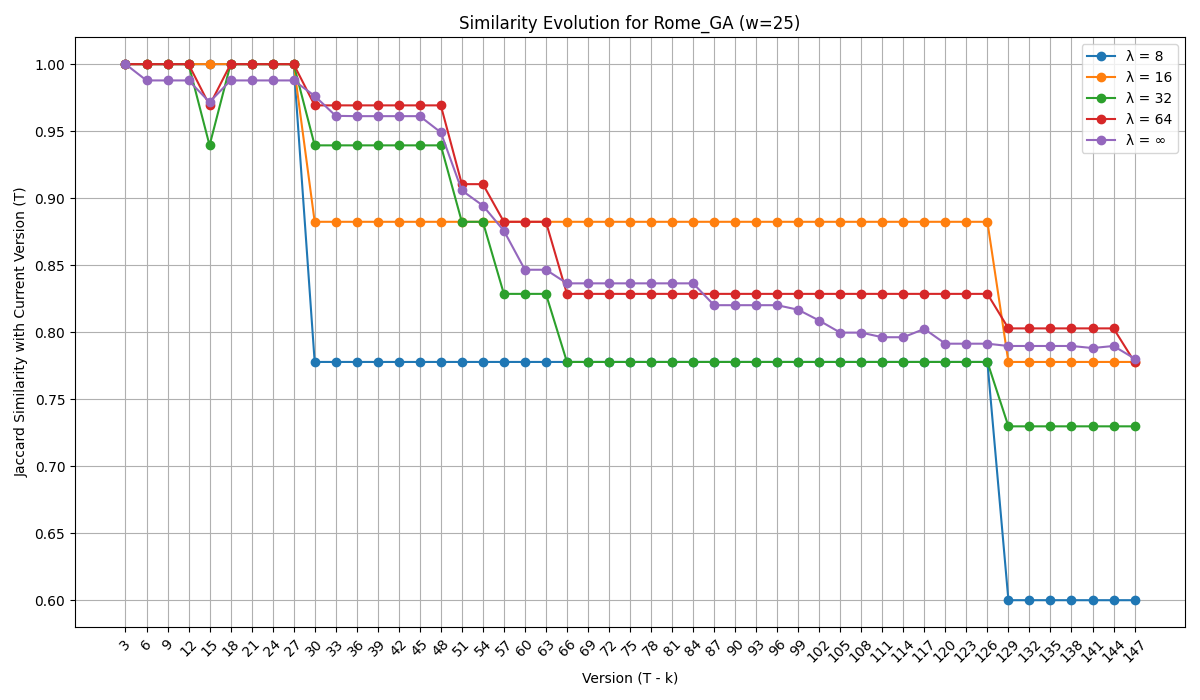 Similarity Evolution for Rome_GA (w=25)
Jaccard Similarity with Current Version (T)
1.00
0.95
0.90
0.85
0.80
0.75
0.70
0.65
0.60
λ = 8
λ = 16
λ = 32
λ = 64
λ = ∞
3 6 9 12 15 18 21 24 27 30 33 36 39 42 45 48 51 54 57 60 63 66 69 72 75 78 81 84 87 90 93 96 99 102 105 108 111 114 117 120 123 126 129 132 135 138 141 144 147
Version (T - k)